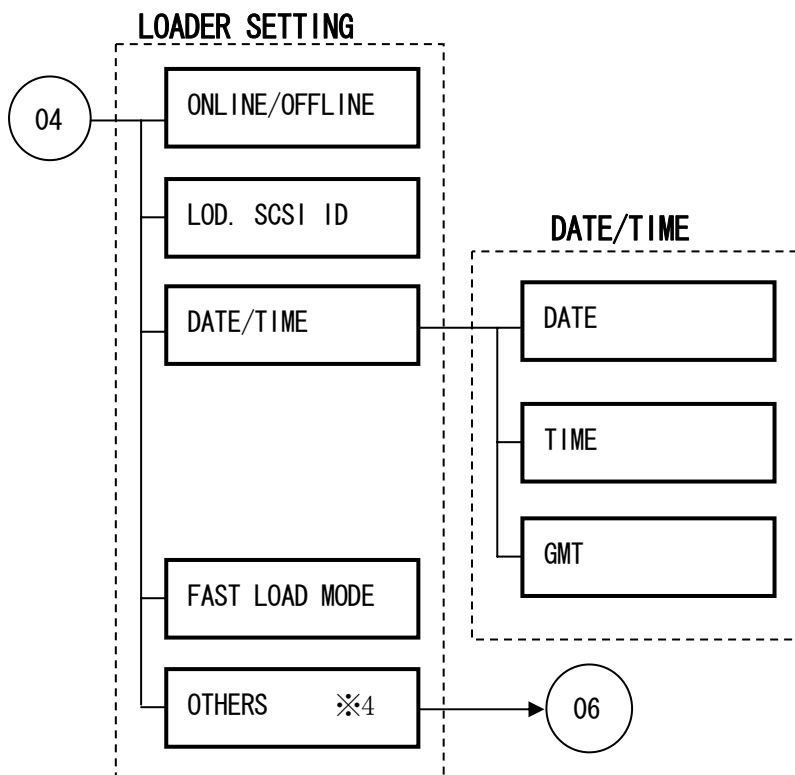 LOADER SETTING
04
ONLINE/OFFLINE
LOD. SCSI ID
DATE/TIME
FAST LOAD MODE
OTHERS ※4
06
DATE/TIME
DATE
TIME
GMT